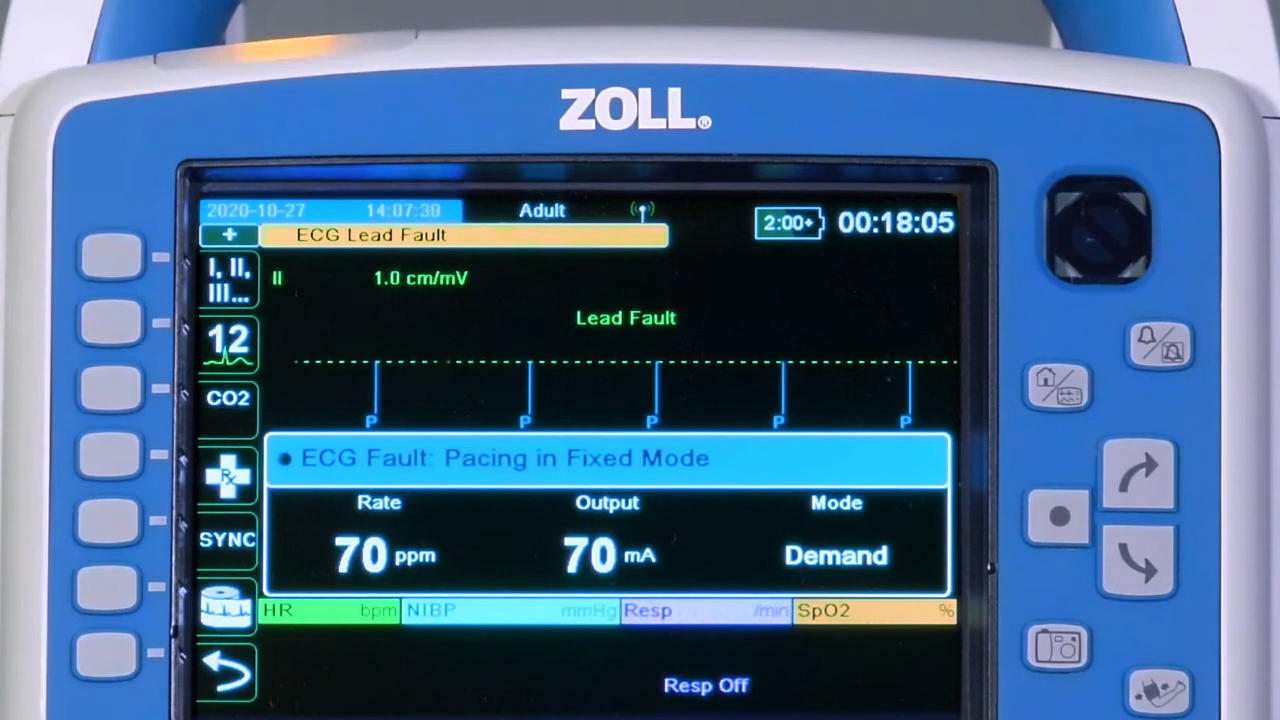 ZOLL®
2020-10-27 14:07:30 Adult 2:00+ 00:18:05
+ ECG Lead Fault
I, II, III... II 1.0 cm/mV
Lead Fault
12
P P P P P
CO2
ECG Fault: Pacing in Fixed Mode
Rx
Rate Output Mode
70 ppm 70 mA Demand
SYNC
HR bpm NIBP mmHg Resp /min SpO2 %
Resp Off